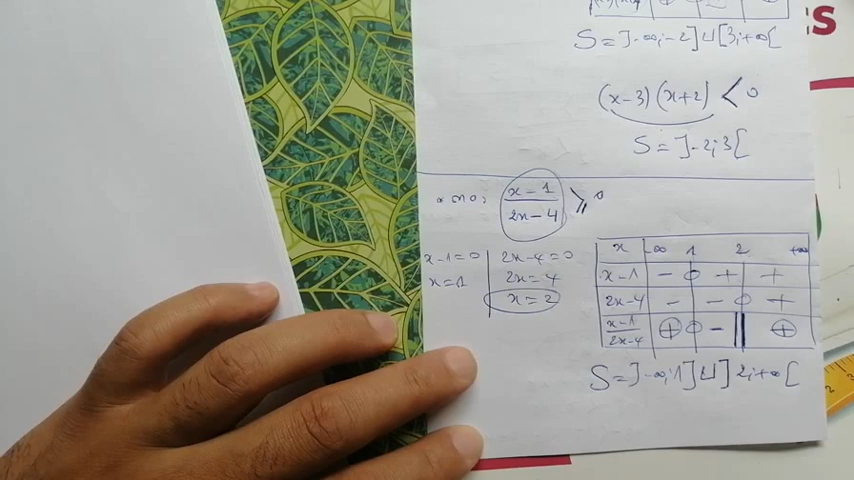 S = ]-∞; -2] ⊔ [3; +∞[
(x-3)(x+2) < 0
S = ]-2; 3[
x-1 / 2x-4 ⩾ 0
x-1=0 | 2x-4=0
x=1 | 2x=4
x=2
x | -∞ 1 2 +∞
x-1 | - 0 + +
2x-4 | - - 0 +
x-1 / 2x-4 | + 0 - || +
S = ]-∞; 1] ⊔ ]2; +∞[